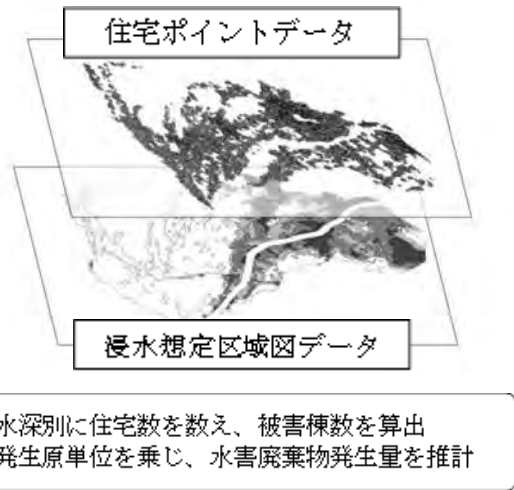 住宅ポイントデータ
浸水想定区域図データ
水深別に住宅数を数え、被害棟数を算出
発生原単位を乗じ、水害廃棄物発生量を推計